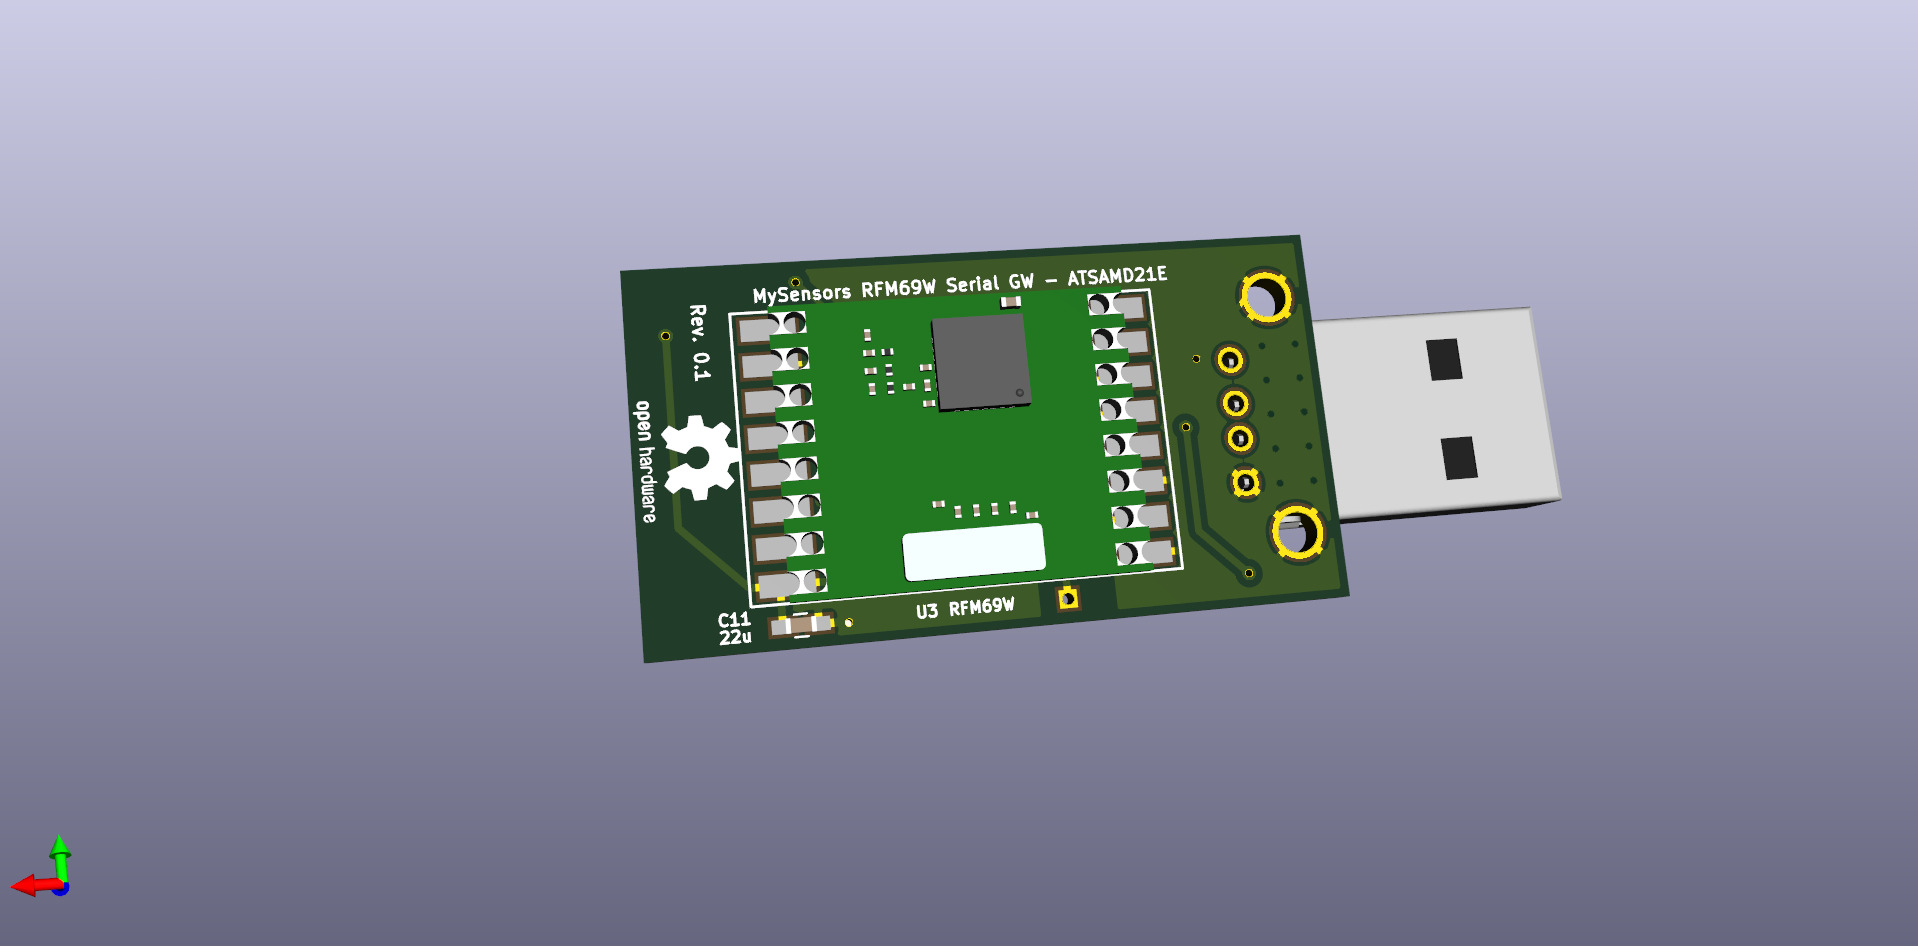 MySensors RFM69W Serial GW - ATSAMD21E
Rev. 0.1
open hardware
C11
22u
U3 RFM69W